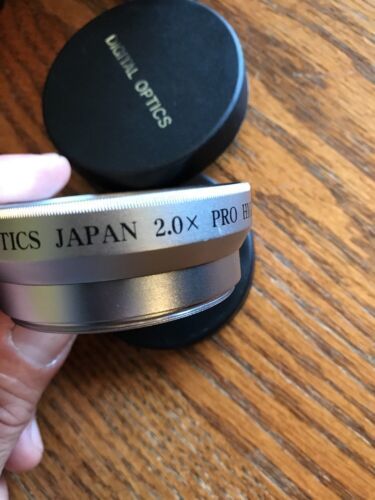 DIGITAL OPTICS
TICS JAPAN 2.0× PRO